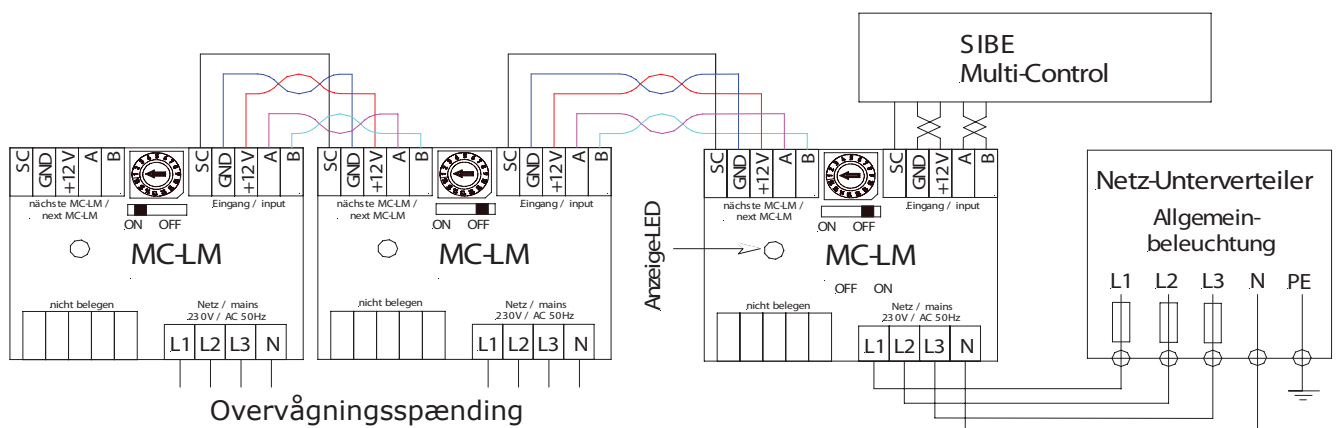 SIBE
Multi-Control
SC GND +12V A B
SC GND +12V A B
nächste MC-LM /
next MC-LM
Eingang / input
ON OFF
MC-LM
nicht belegen
Netz / mains
230V / AC 50Hz
L1 L2 L3 N
SC GND +12V A B
SC GND +12V A B
nächste MC-LM /
next MC-LM
Eingang / input
ON OFF
MC-LM
nicht belegen
Netz / mains
230V / AC 50Hz
L1 L2 L3 N
Overvågningsspænding
Anzeige-LED
SC GND +12V A B
SC GND +12V A B
nächste MC-LM /
next MC-LM
Eingang / input
ON OFF
MC-LM
OFF ON
nicht belegen
Netz / mains
230V / AC 50Hz
L1 L2 L3 N
Netz-Unterverteiler
Allgemein-
beleuchtung
L1 L2 L3 N PE